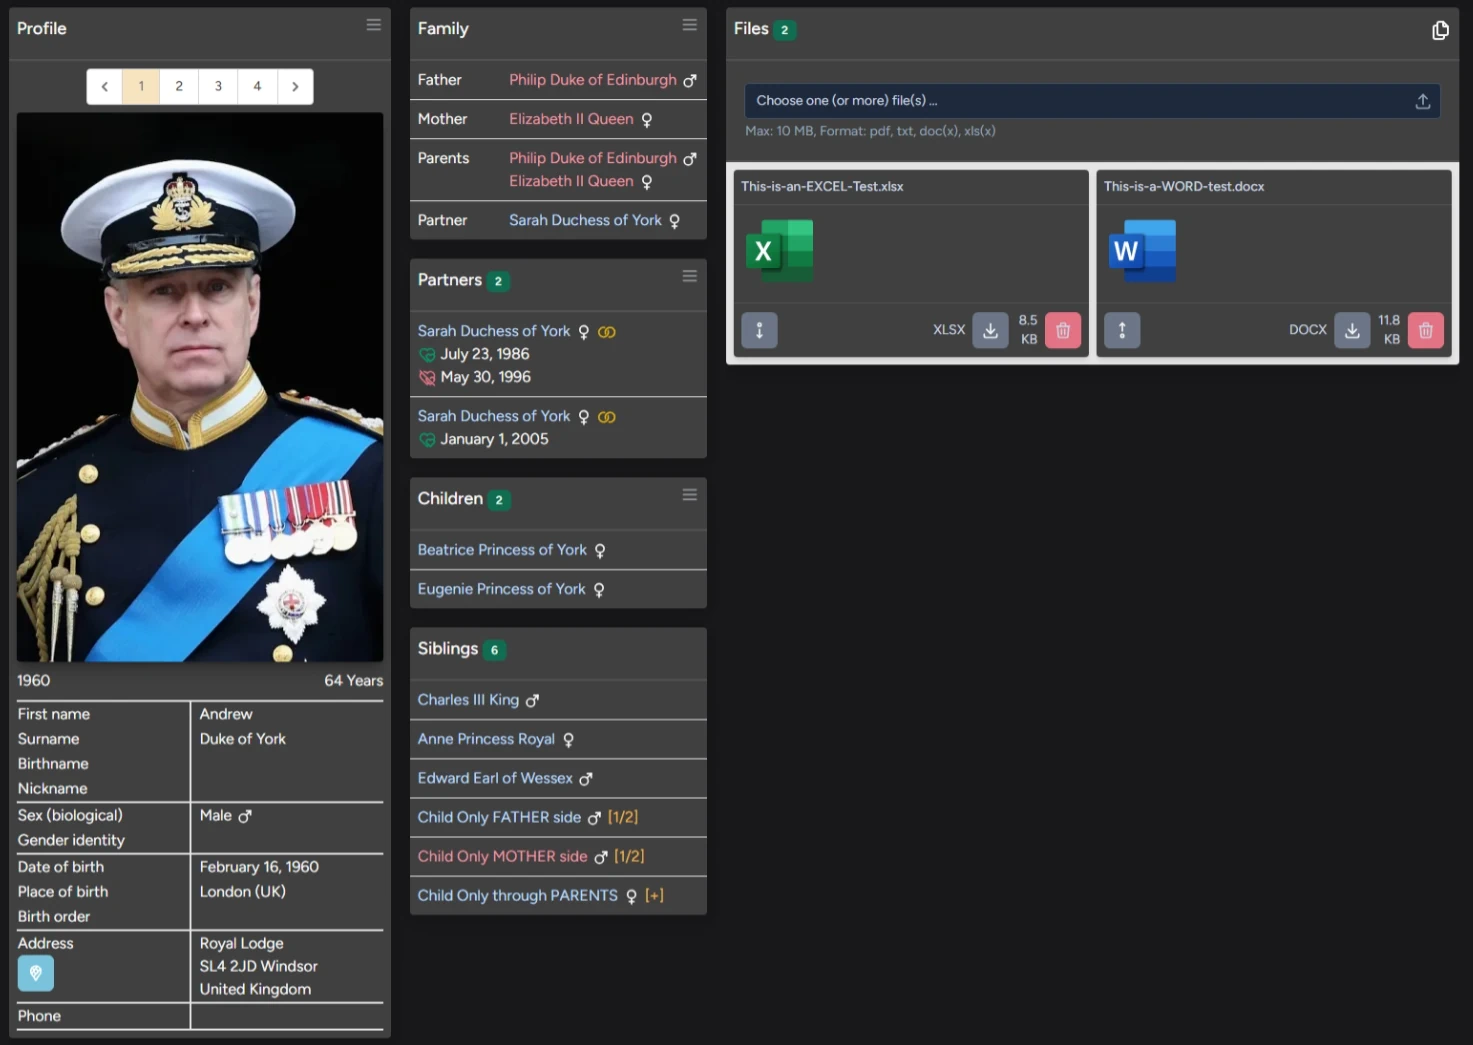 Profile
1 2 3 4
1960 64 Years
First name Andrew
Surname Duke of York
Birthname
Nickname
Sex (biological) Male
Gender identity
Date of birth February 16, 1960
Place of birth London (UK)
Birth order
Address Royal Lodge
SL4 2JD Windsor
United Kingdom
Phone
Family
Father Philip Duke of Edinburgh
Mother Elizabeth II Queen
Parents Philip Duke of Edinburgh
Elizabeth II Queen
Partner Sarah Duchess of York
Partners 2
Sarah Duchess of York
July 23, 1986
May 30, 1996
Sarah Duchess of York
January 1, 2005
Children 2
Beatrice Princess of York
Eugenie Princess of York
Siblings 6
Charles III King
Anne Princess Royal
Edward Earl of Wessex
Child Only FATHER side [1/2]
Child Only MOTHER side [1/2]
Child Only through PARENTS [+]
Files 2
Choose one (or more) file(s) ...
Max: 10 MB, Format: pdf, txt, doc(x), xls(x)
This-is-an-EXCEL-Test.xlsx
X
XLSX 8.5 KB
This-is-a-WORD-test.docx
W
DOCX 11.8 KB